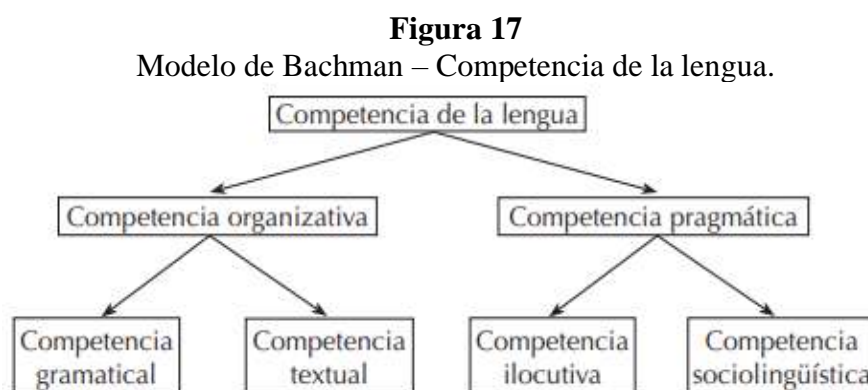 Figura 17
Modelo de Bachman – Competencia de la lengua.
Competencia de la lengua
Competencia organizativa
Competencia pragmática
Competencia
gramatical
Competencia
textual
Competencia
ilocutiva
Competencia
sociolingüística